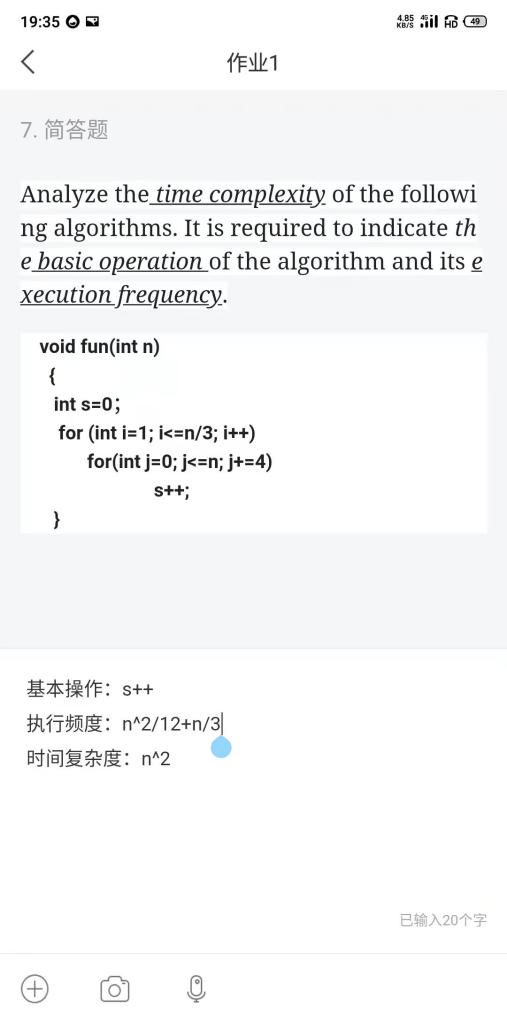 19:35
4.85 KB/S 4G HD 49
作业1
7. 简答题
Analyze the time complexity of the followi
ng algorithms. It is required to indicate th
e basic operation of the algorithm and its e
xecution frequency.
void fun(int n)
{
int s=0；
for (int i=1; i<=n/3; i++)
for(int j=0; j<=n; j+=4)
s++;
}
基本操作：s++
执行频度：n^2/12+n/3
时间复杂度：n^2
已输入20个字